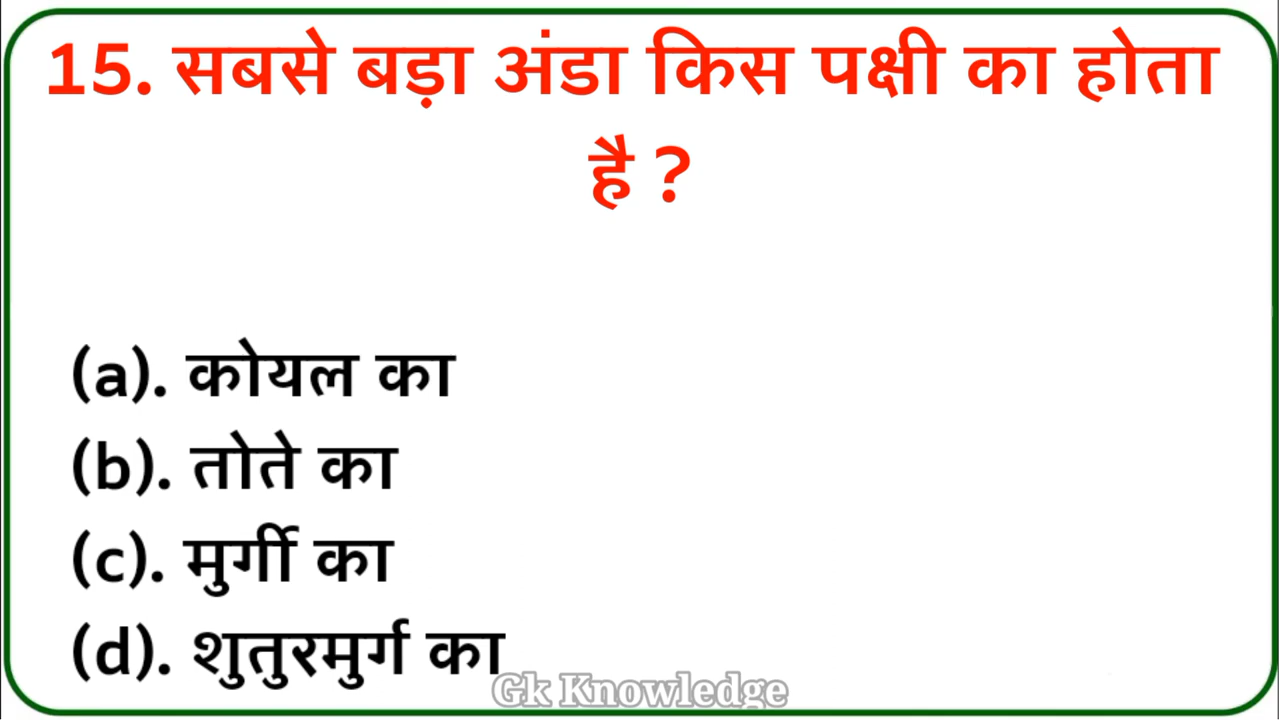 15. सबसे बड़ा अंडा किस पक्षी का होता
है ?
(a). कोयल का
(b). तोते का
(c). मुर्गी का
(d). शुतुरमुर्ग का
Gk Knowledge